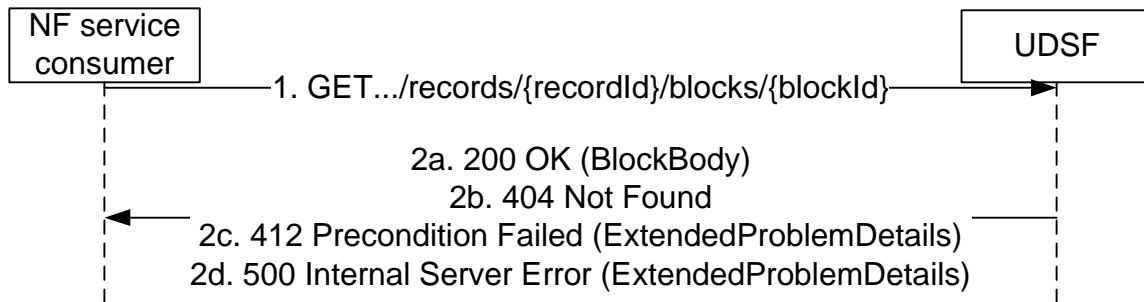 NF service
consumer
UDSF
1. GET.../records/{recordId}/blocks/{blockId}
2a. 200 OK (BlockBody)
2b. 404 Not Found
2c. 412 Precondition Failed (ExtendedProblemDetails)
2d. 500 Internal Server Error (ExtendedProblemDetails)